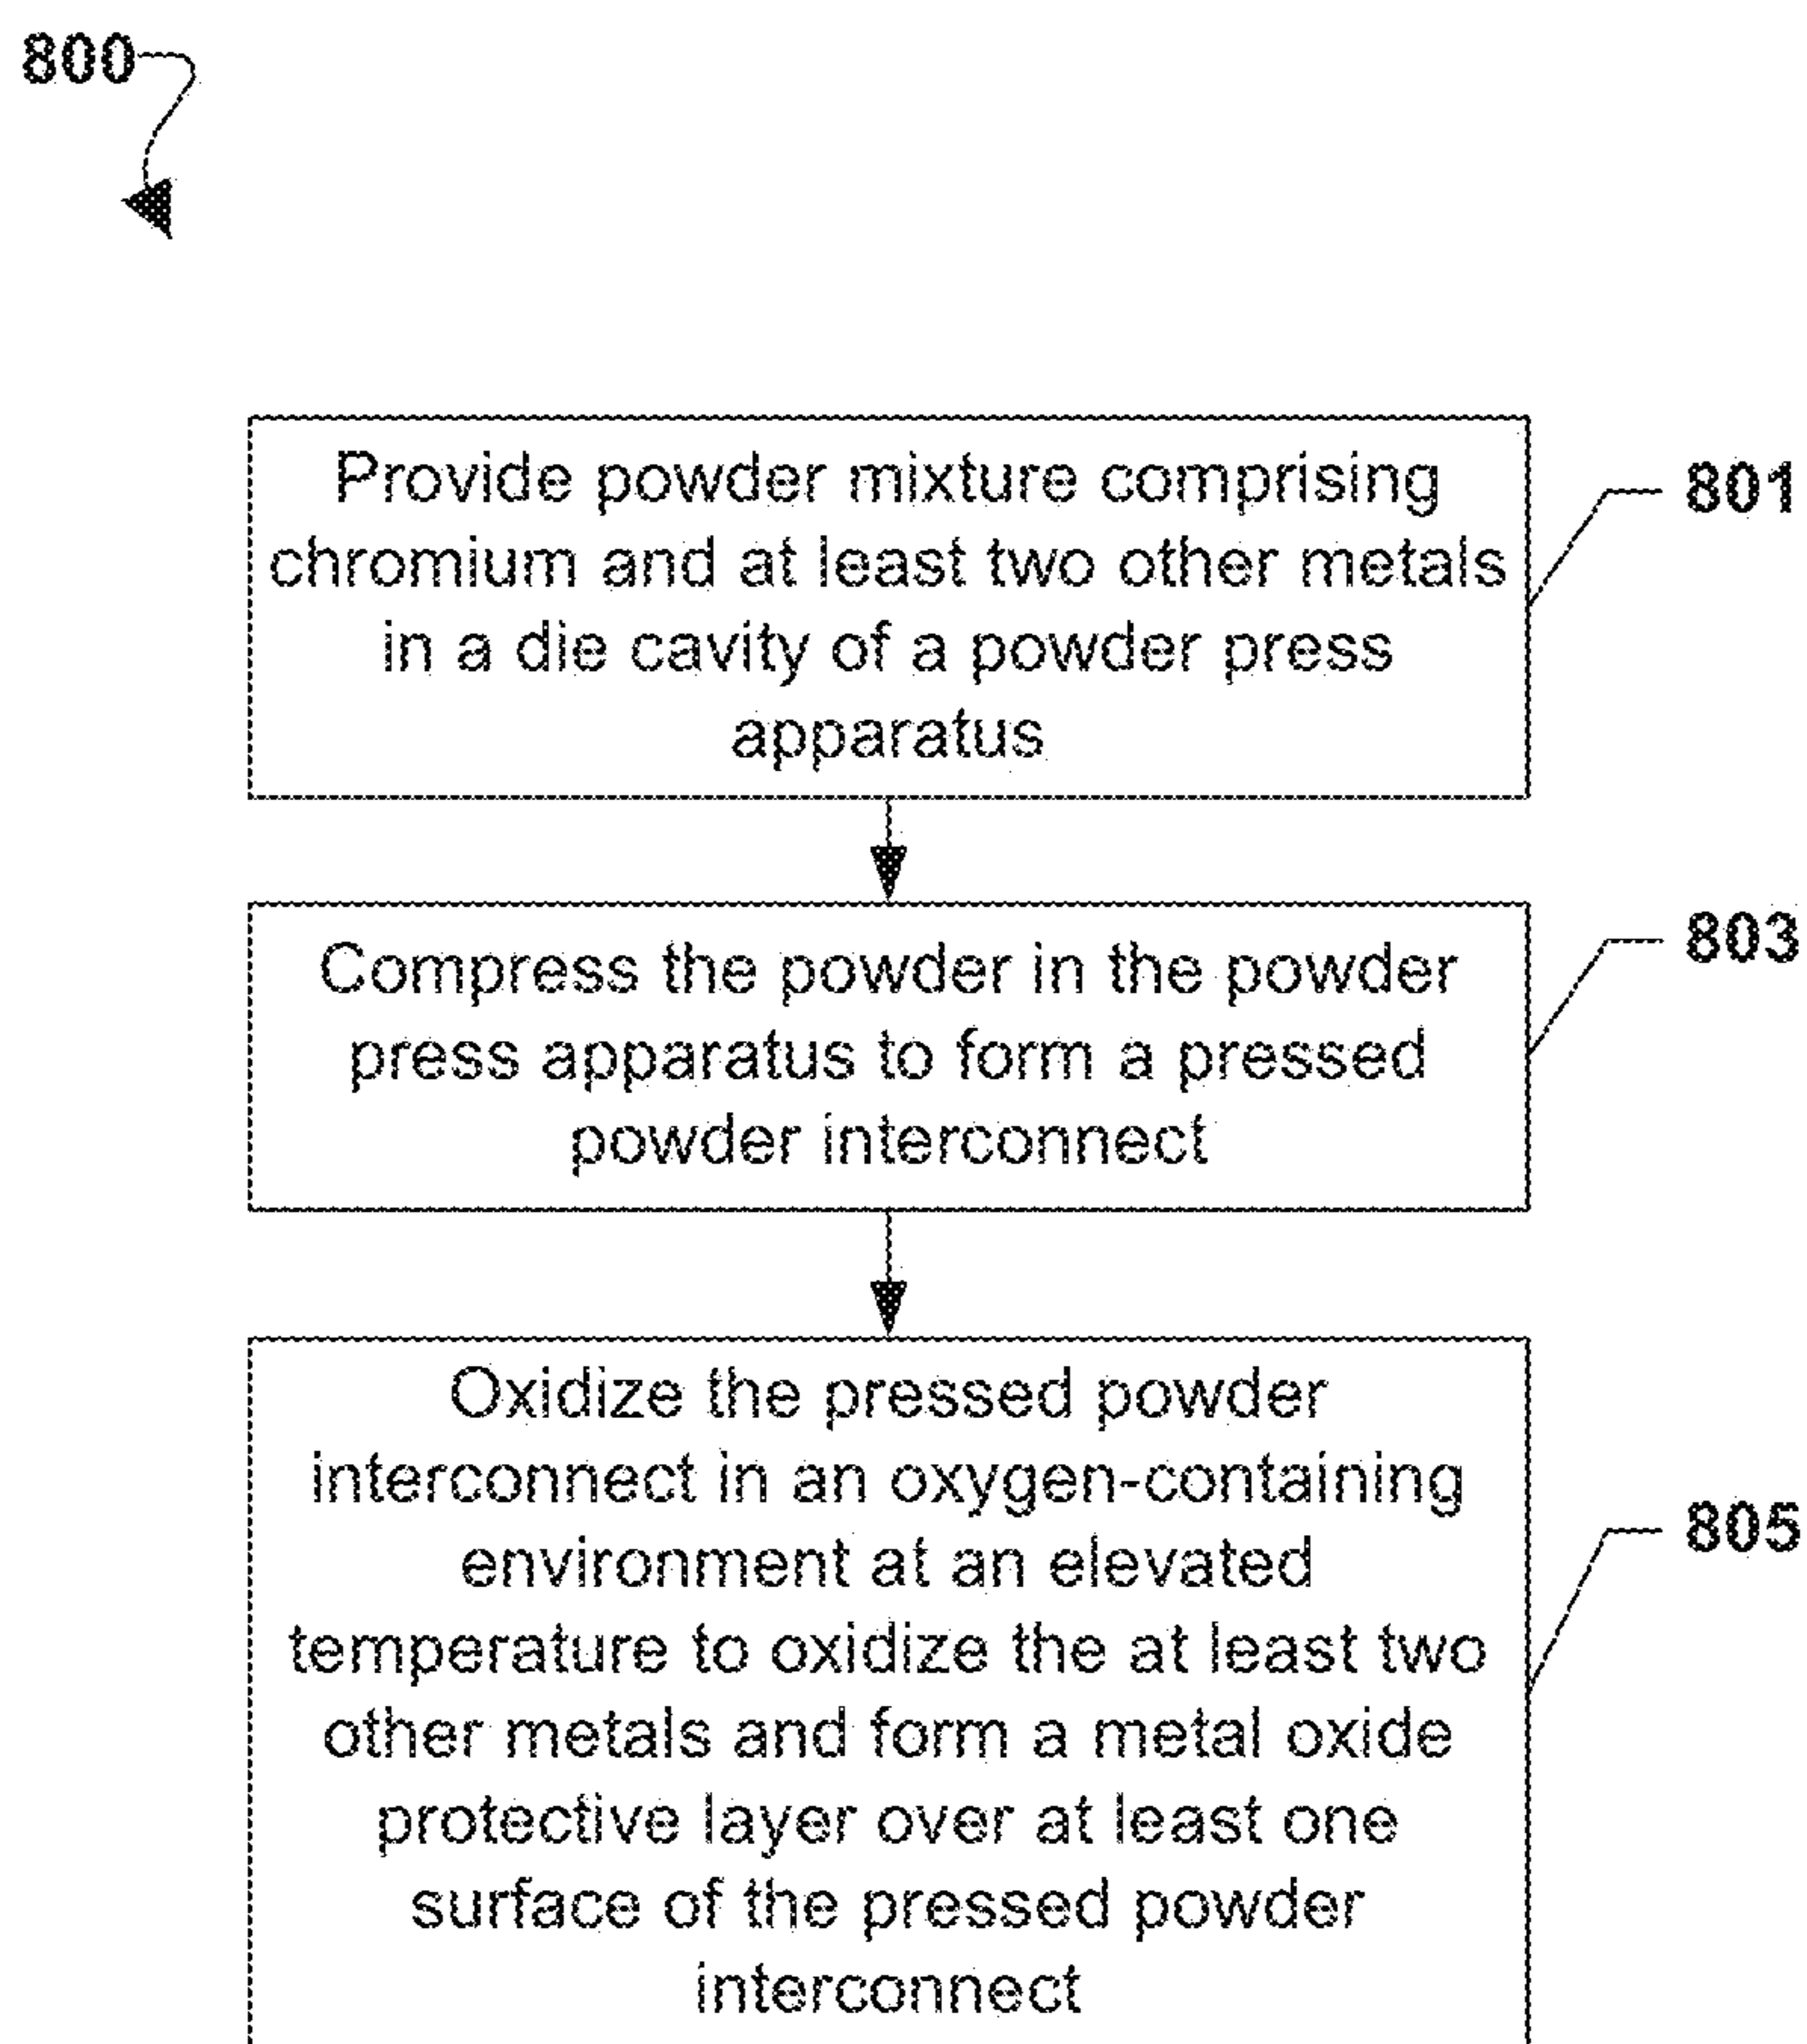 800
Provide powder mixture comprising
chromium and at least two other metals
in a die cavity of a powder press
apparatus
801
Compress the powder in the powder
press apparatus to form a pressed
powder interconnect
803
Oxidize the pressed powder
interconnect in an oxygen-containing
environment at an elevated
temperature to oxidize the at least two
other metals and form a metal oxide
protective layer over at least one
surface of the pressed powder
interconnect
805